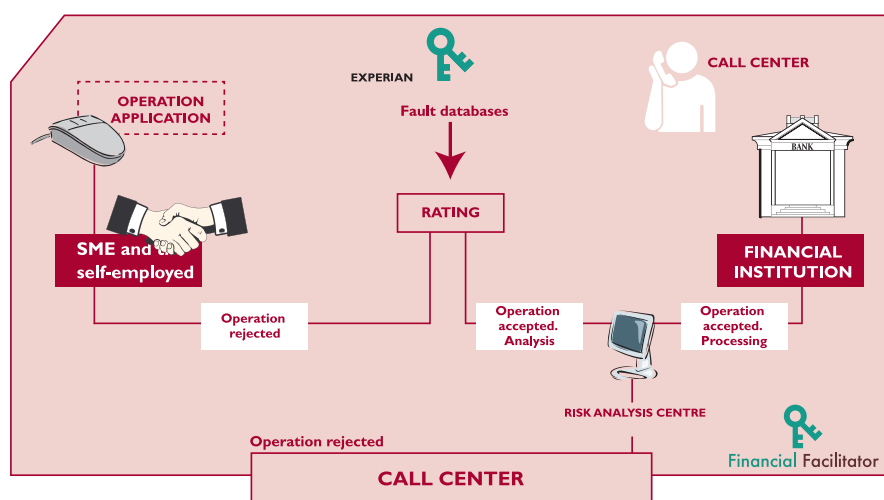 EXPERIAN
CALL CENTER
OPERATION
APPLICATION
Fault databases
BANK
RATING
SME and t
self-employed
FINANCIAL
INSTITUTION
Operation
rejected
Operation
accepted.
Analysis
Operation
accepted.
Processing
RISK ANALYSIS CENTRE
Operation rejected
Financial Facilitator
CALL CENTER